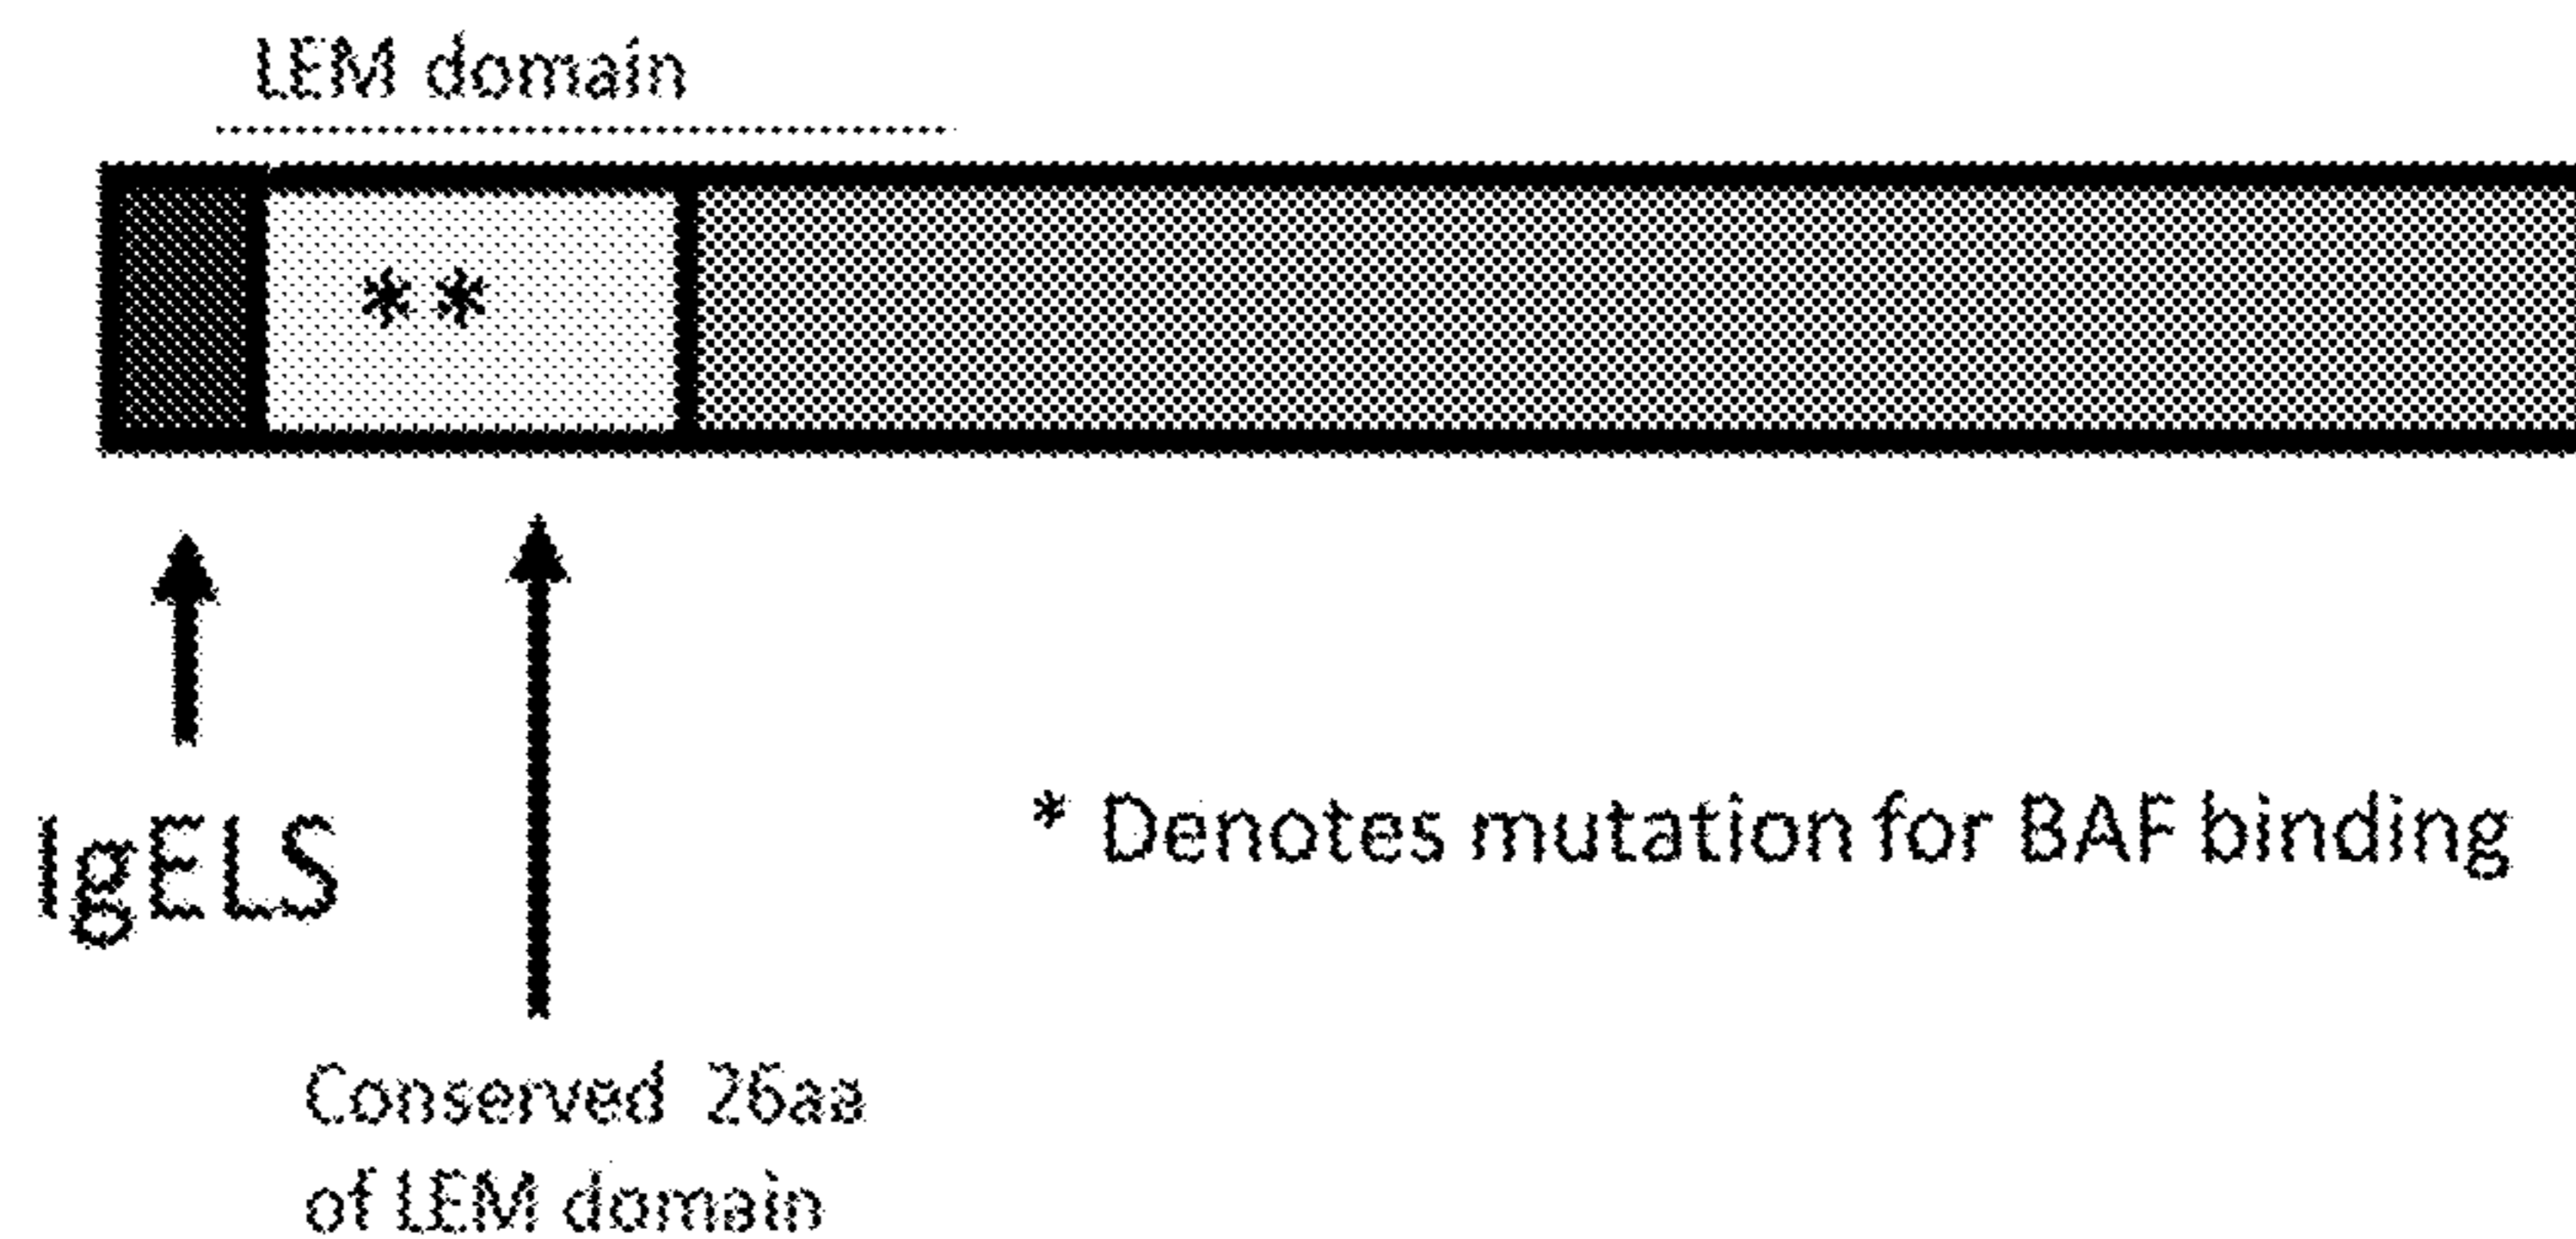 LEM domain
**
IgELS
* Denotes mutation for BAF binding
Conserved 26aa
of LEM domain